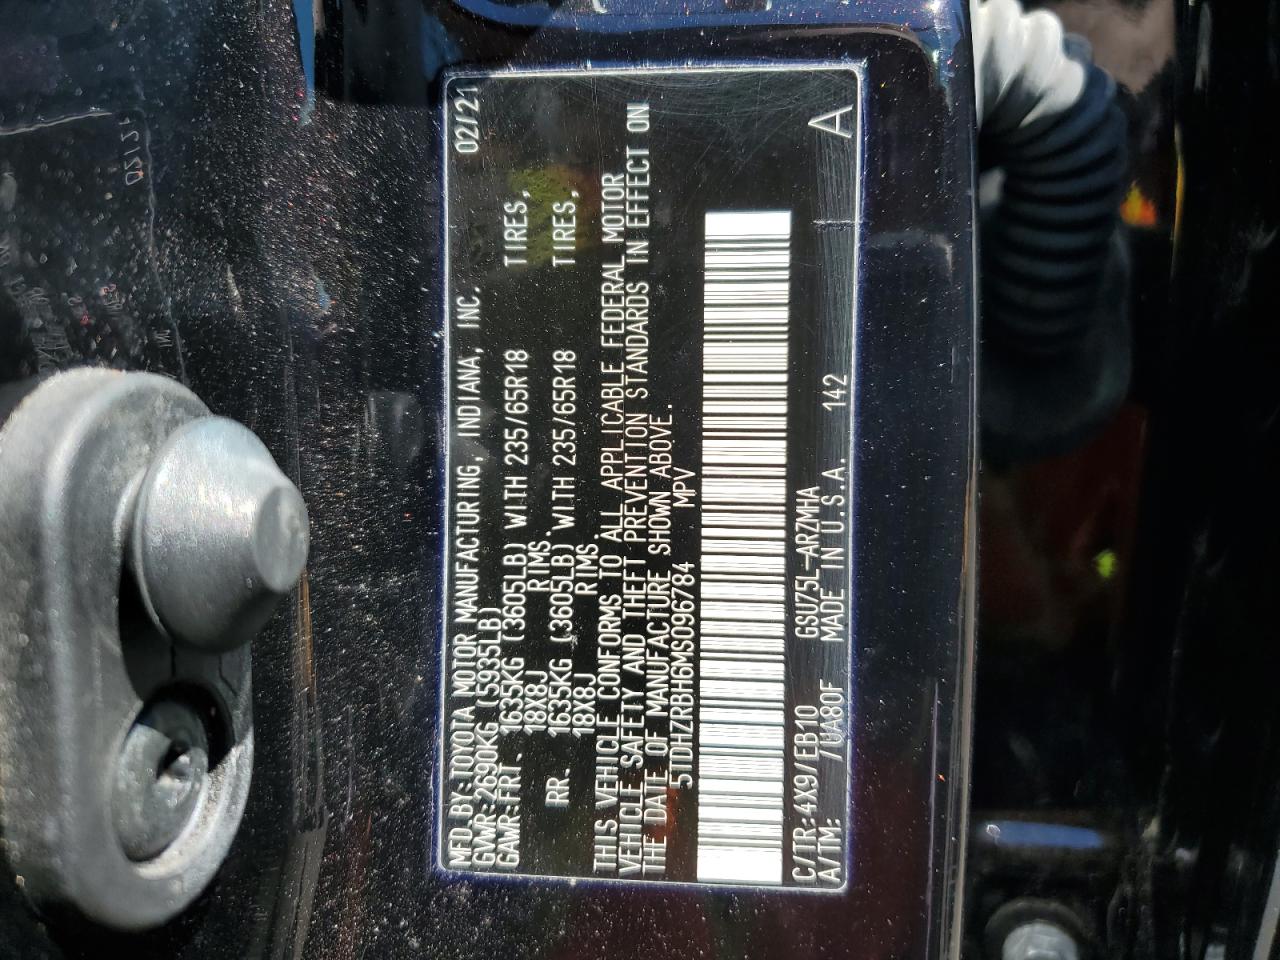 MFD.BY:TOYOTA MOTOR MANUFACTURING, INDIANA, INC. 02/21
GVWR:2690KG (5935LB)
GAWR:FRT. 1635KG (3605LB) WITH 235/65R18 TIRES,
18X8J RIMS.
RR. 1635KG (3605LB) WITH 235/65R18 TIRES,
18X8J RIMS.
THIS VEHICLE CONFORMS TO ALL APPLICABLE FEDERAL MOTOR
VEHICLE SAFETY AND THEFT PREVENTION STANDARDS IN EFFECT ON
THE DATE OF MANUFACTURE SHOWN ABOVE.
5TDHZRBH6MS096784 MPV
C/TR:4X9/EB10 GSU75L-ARZMHA
A/TM: /UA80F MADE IN U.S.A. 142 142 A